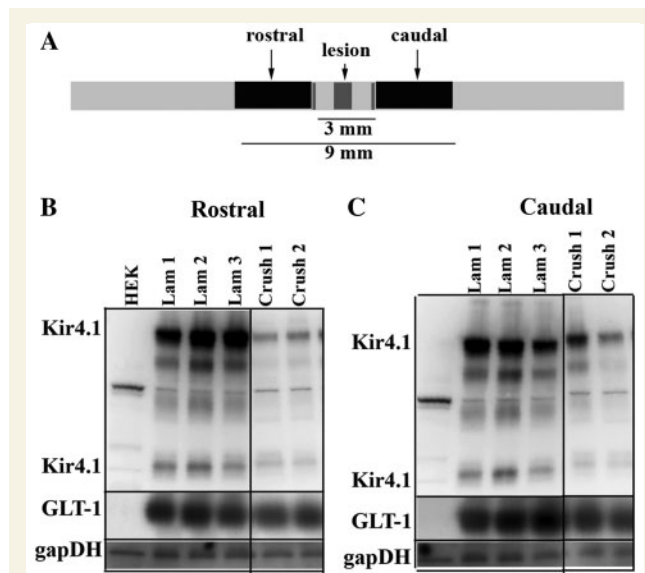 A
rostral
lesion
caudal
3 mm
9 mm
B
Rostral
HEK
Lam 1
Lam 2
Lam 3
Crush 1
Crush 2
Kir4.1
Kir4.1
GLT-1
gapDH
C
Caudal
Lam 1
Lam 2
Lam 3
Crush 1
Crush 2
Kir4.1
Kir4.1
GLT-1
gapDH